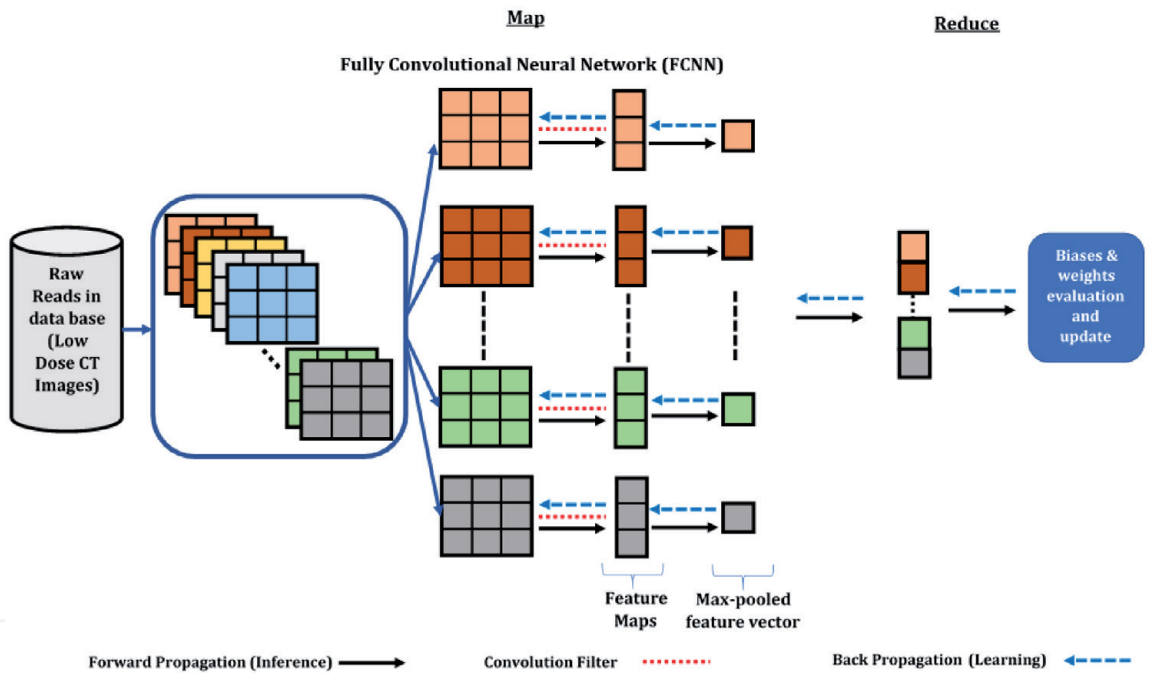 Map
Reduce
Fully Convolutional Neural Network (FCNN)
Raw
Reads in
data base
(Low
Dose CT
Images)
Biases &
weights
evaluation
and
update
Feature
Maps
Max-pooled
feature vector
Forward Propagation (Inference)
Convolution Filter
Back Propagation (Learning)